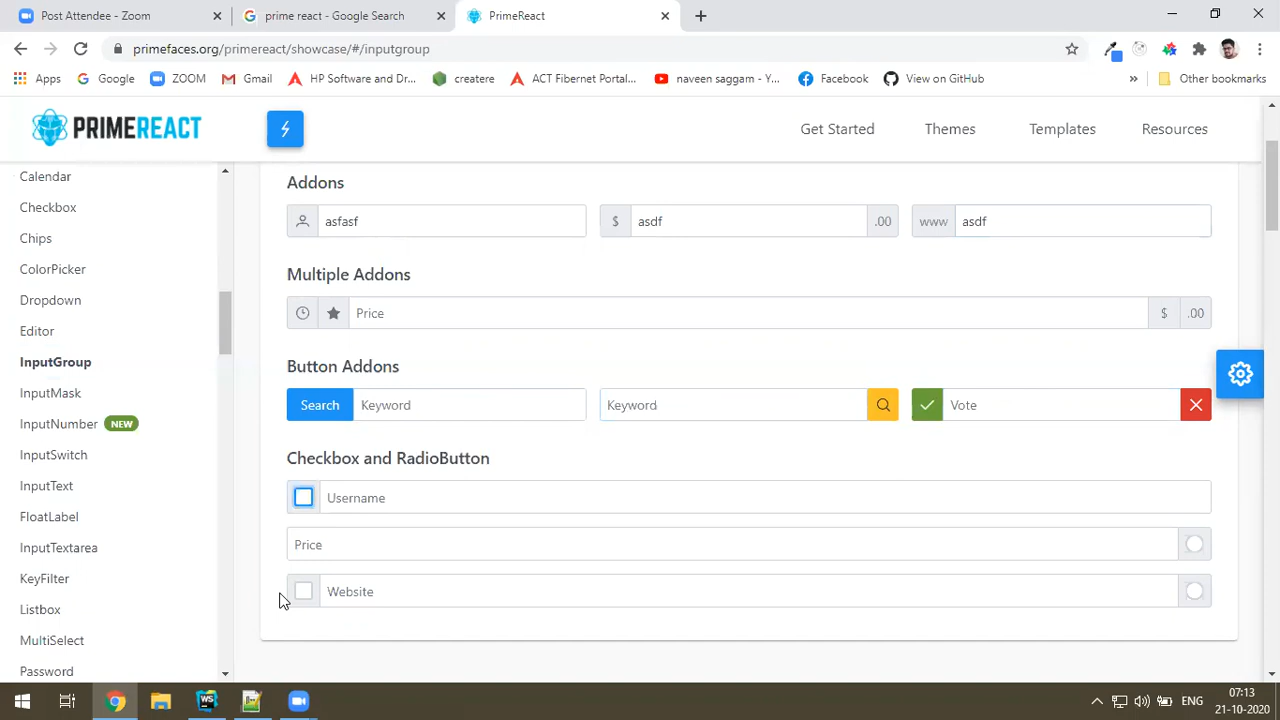 Post Attendee - Zoom
prime react - Google Search
PrimeReact
primefaces.org/primereact/showcase/#/inputgroup
Apps
Google
ZOOM
Gmail
HP Software and Dr...
createre
ACT Fibernet Portal...
naveen saggam - Y...
Facebook
View on GitHub
»
Other bookmarks
PRIMEREACT
Get Started
Themes
Templates
Resources
Calendar
Checkbox
Chips
ColorPicker
Dropdown
Editor
InputGroup
InputMask
InputNumber NEW
InputSwitch
InputText
FloatLabel
InputTextarea
KeyFilter
Listbox
MultiSelect
Password
Addons
asfasf
$ asdf .00
www asdf
Multiple Addons
Price $ .00
Button Addons
Search Keyword
Keyword
Vote
Checkbox and RadioButton
Username
Price
Website
WS
ENG
07:13
21-10-2020